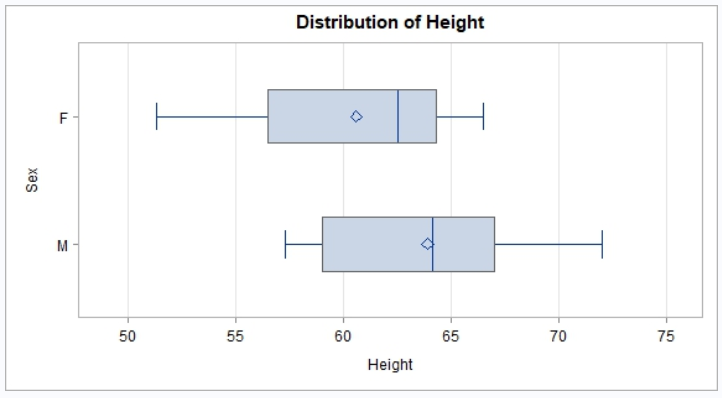 Distribution of Height
F
M
Sex
50 55 60 65 70 75
Height